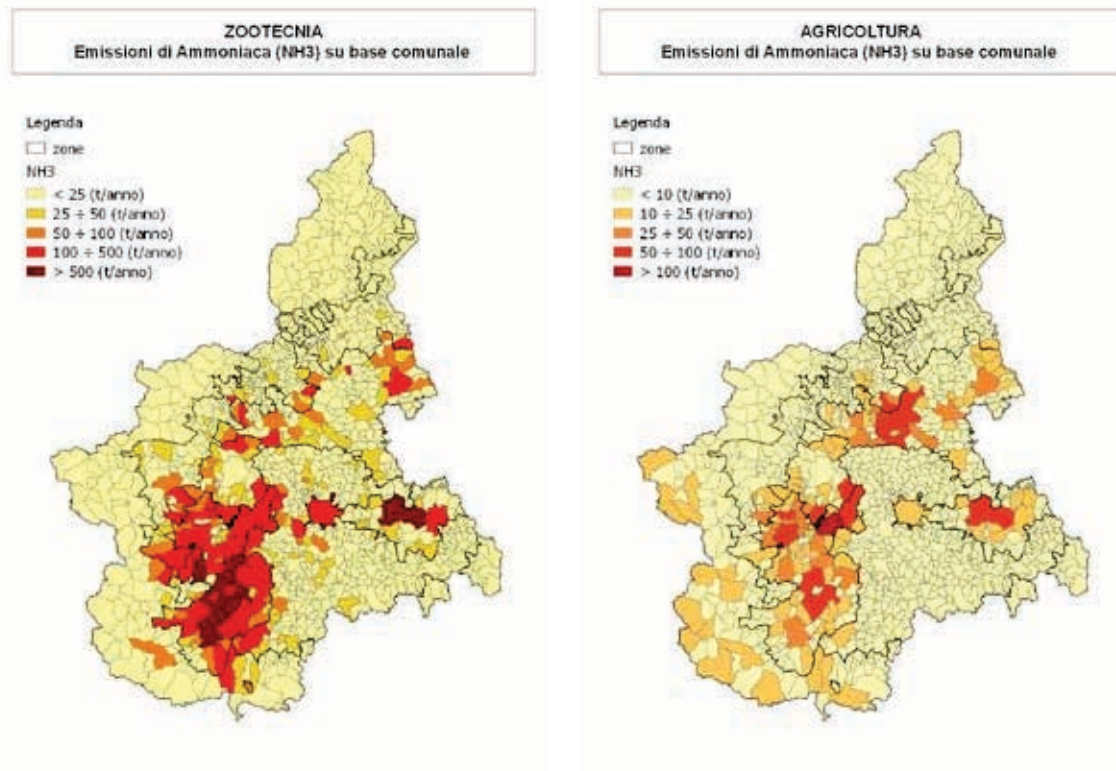 ZOOTECNIA
Emissioni di Ammoniaca (NH3) su base comunale
Legenda
zone
NH3
< 25 (t/anno)
25 ÷ 50 (t/anno)
50 ÷ 100 (t/anno)
100 ÷ 500 (t/anno)
> 500 (t/anno)
AGRICOLTURA
Emissioni di Ammoniaca (NH3) su base comunale
Legenda
zone
NH3
< 10 (t/anno)
10 ÷ 25 (t/anno)
25 ÷ 50 (t/anno)
50 ÷ 100 (t/anno)
> 100 (t/anno)